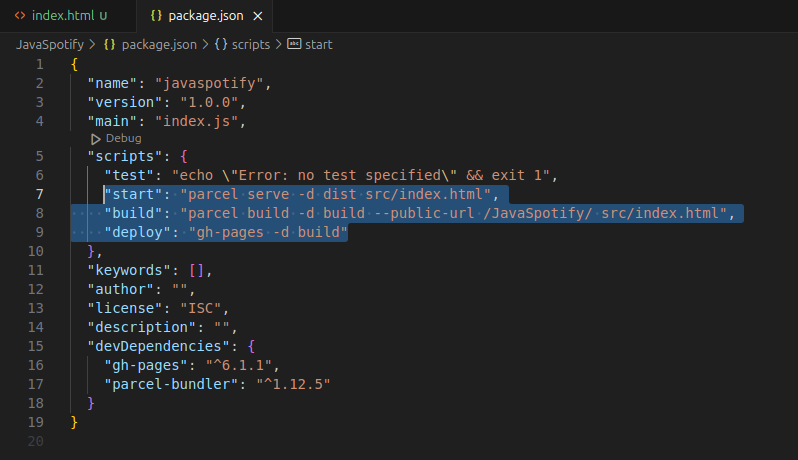 index.html U
package.json
JavaSpotify > {} package.json > {} scripts > abc start
1 {
2 "name": "javaspotify",
3 "version": "1.0.0",
4 "main": "index.js",
Debug
5 "scripts": {
6 "test": "echo \"Error: no test specified\" && exit 1",
7 "start": "parcel serve -d dist src/index.html",
8 "build": "parcel build -d build --public-url /JavaSpotify/ src/index.html",
9 "deploy": "gh-pages -d build"
10 },
11 "keywords": [],
12 "author": "",
13 "license": "ISC",
14 "description": "",
15 "devDependencies": {
16 "gh-pages": "^6.1.1",
17 "parcel-bundler": "^1.12.5"
18 }
19 }
20